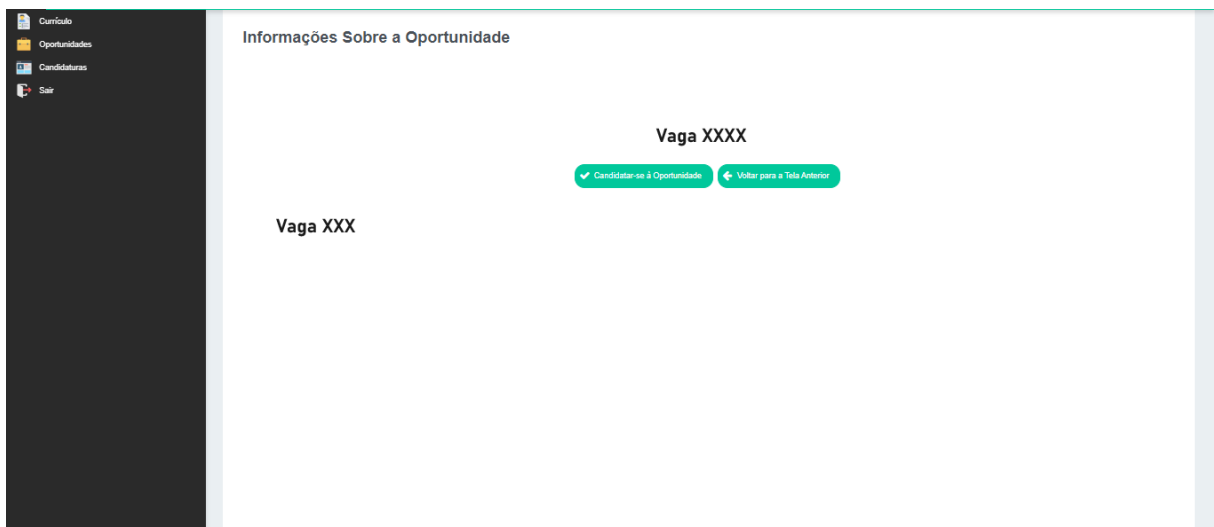 Currículo
Oportunidades
Candidaturas
Sair
Informações Sobre a Oportunidade
Vaga XXXX
Candidatar-se à Oportunidade
Voltar para a Tela Anterior
Vaga XXX